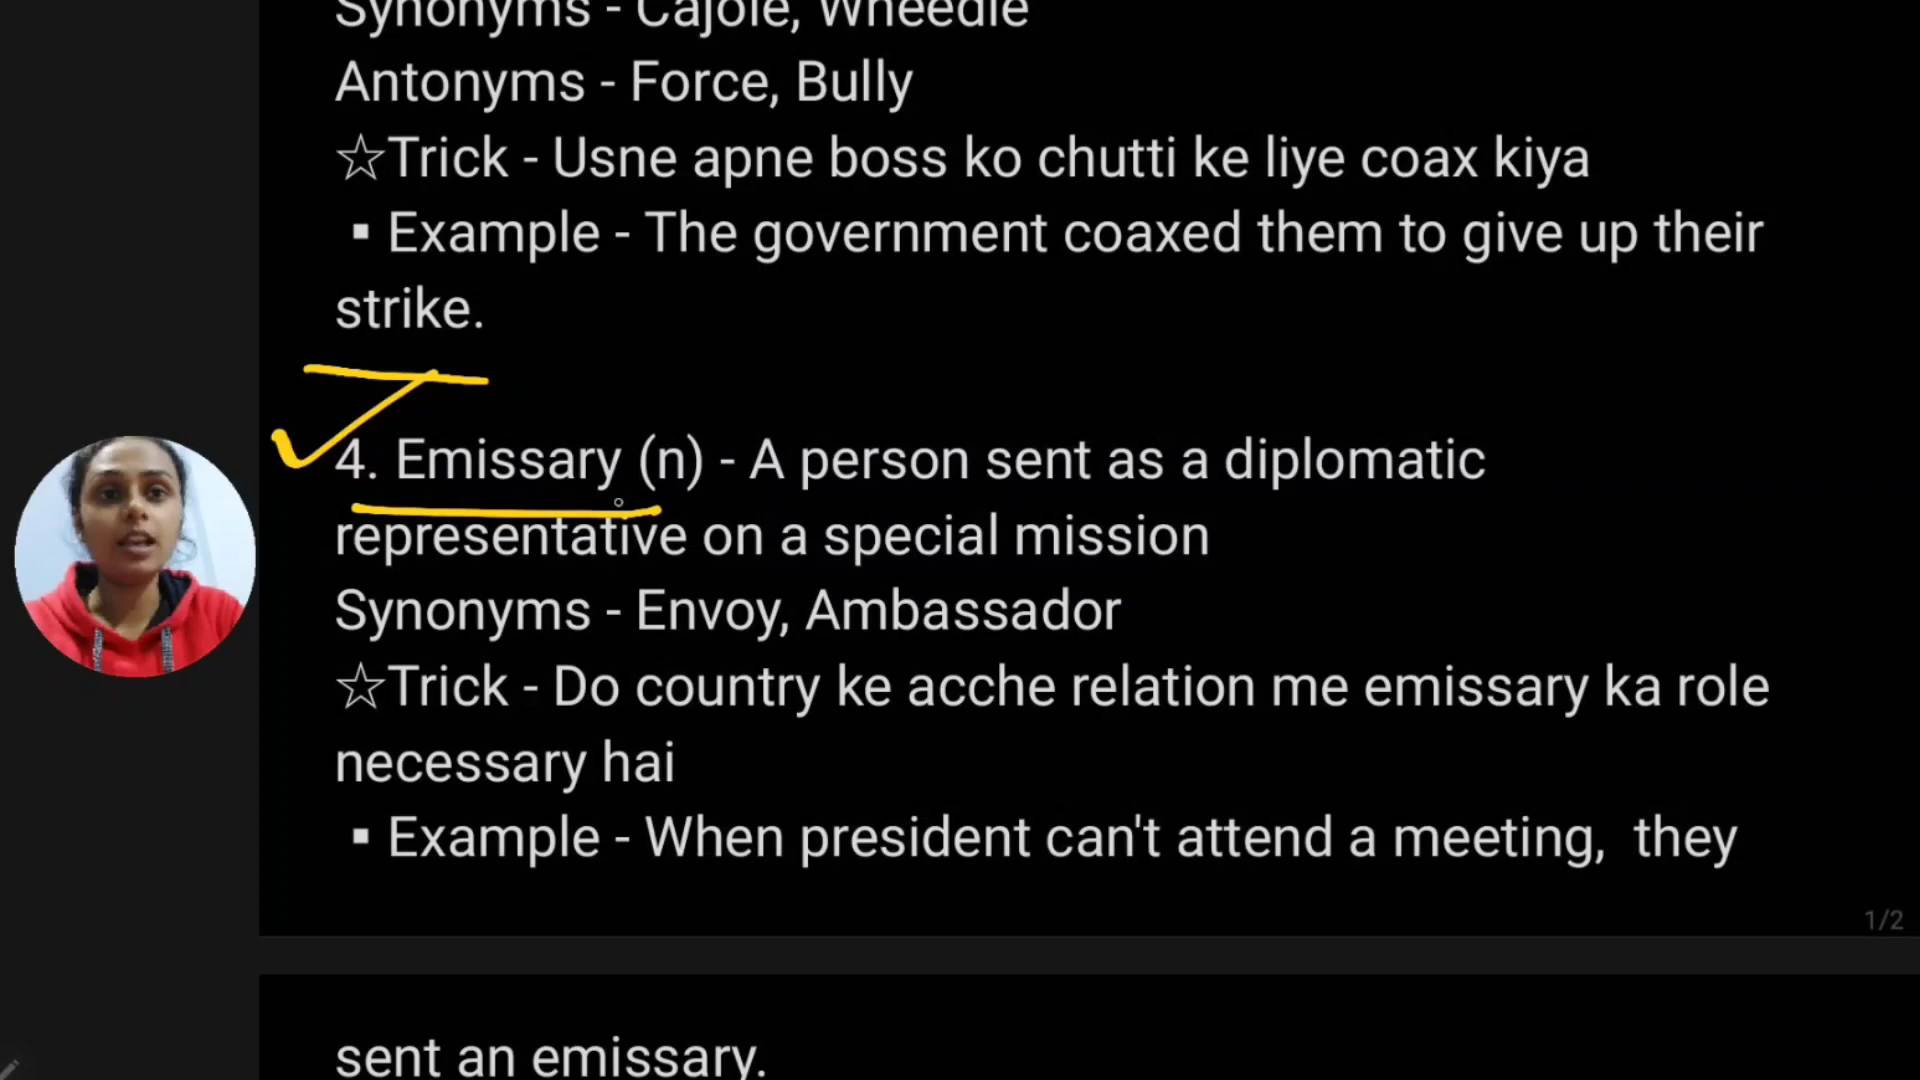 Synonyms - Cajole, Wheedle
Antonyms - Force, Bully
☆Trick - Usne apne boss ko chutti ke liye coax kiya
▪ Example - The government coaxed them to give up their
strike.
4. Emissary (n) - A person sent as a diplomatic
representative on a special mission
Synonyms - Envoy, Ambassador
☆Trick - Do country ke acche relation me emissary ka role
necessary hai
▪ Example - When president can't attend a meeting,  they
1/2
sent an emissary.